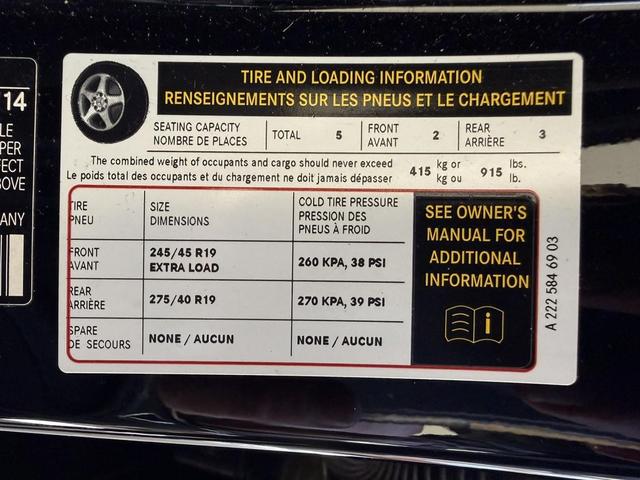 14
LE
PER
FECT
BOVE
ANY
TIRE AND LOADING INFORMATION
RENSEIGNEMENTS SUR LES PNEUS ET LE CHARGEMENT
SEATING CAPACITY
NOMBRE DE PLACES
TOTAL 5
FRONT
AVANT
2
REAR
ARRIÈRE
3
The combined weight of occupants and cargo should never exceed
Le poids total des occupants et du chargement ne doit jamais dépasser
415 kg or
kg ou
915 lbs.
lb.
TIRE
PNEU
SIZE
DIMENSIONS
COLD TIRE PRESSURE
PRESSION DES
PNEUS À FROID
FRONT
AVANT
245/45 R19
EXTRA LOAD
260 KPA, 38 PSI
REAR
ARRIÈRE
275/40 R19
270 KPA, 39 PSI
SPARE
DE SECOURS
NONE / AUCUN
NONE / AUCUN
SEE OWNER'S
MANUAL FOR
ADDITIONAL
INFORMATION
i
A 222 584 69 03